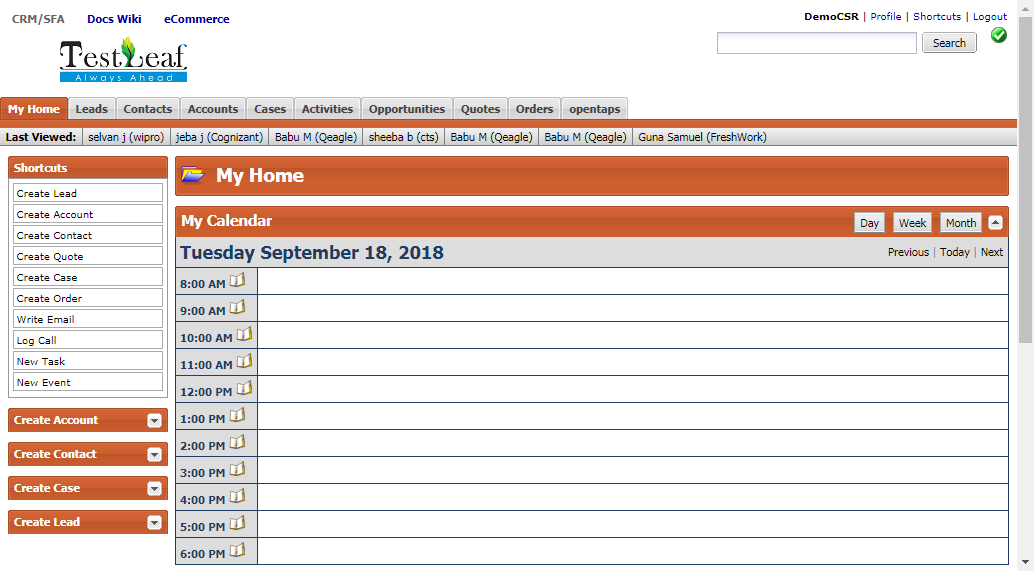 CRM/SFA Docs Wiki eCommerce
DemoCSR | Profile | Shortcuts | Logout
TestLeaf
Always Ahead
Search
My Home Leads Contacts Accounts Cases Activities Opportunities Quotes Orders opentaps
Last Viewed: selvan j (wipro) jeba j (Cognizant) Babu M (Qeagle) sheeba b (cts) Babu M (Qeagle) Babu M (Qeagle) Guna Samuel (FreshWork)
Shortcuts
Create Lead
Create Account
Create Contact
Create Quote
Create Case
Create Order
Write Email
Log Call
New Task
New Event
Create Account
Create Contact
Create Case
Create Lead
My Home
My Calendar
Day Week Month
Tuesday September 18, 2018
Previous | Today | Next
8:00 AM
9:00 AM
10:00 AM
11:00 AM
12:00 PM
1:00 PM
2:00 PM
3:00 PM
4:00 PM
5:00 PM
6:00 PM